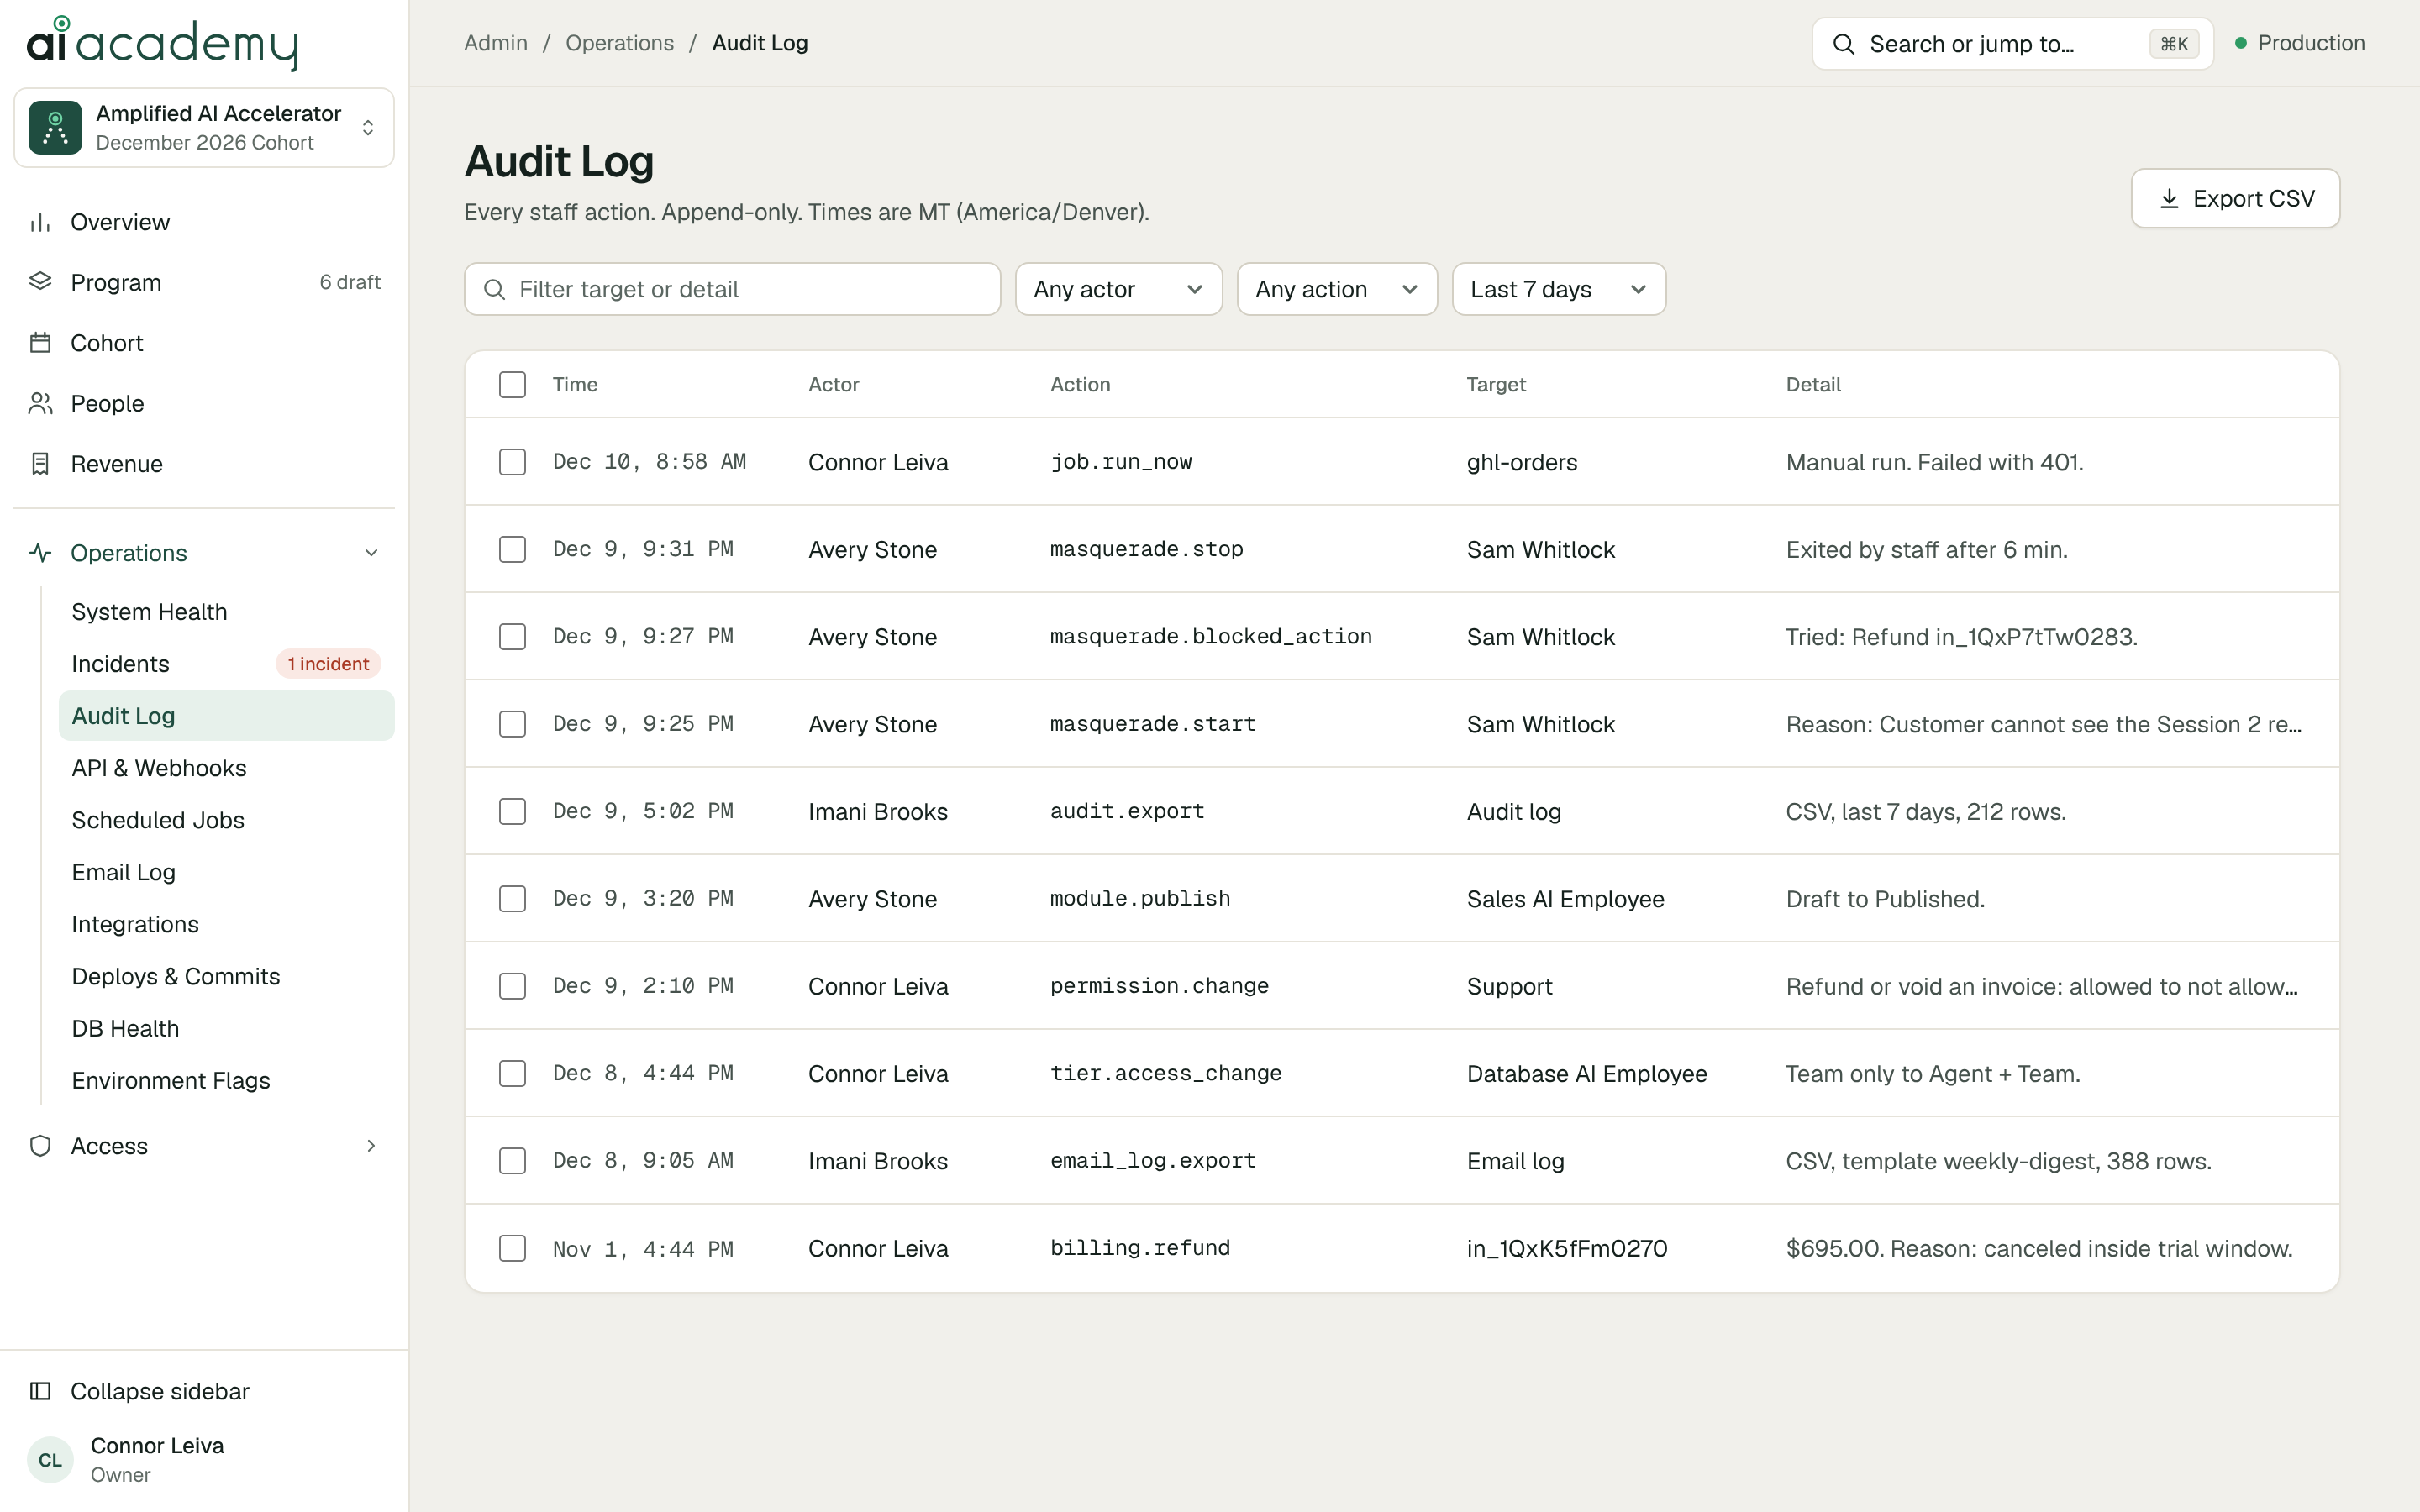 ai academy
Amplified AI Accelerator
December 2026 Cohort
Overview
Program 6 draft
Cohort
People
Revenue
Operations
System Health
Incidents 1 incident
Audit Log
API & Webhooks
Scheduled Jobs
Email Log
Integrations
Deploys & Commits
DB Health
Environment Flags
Access
Collapse sidebar
CL
Connor Leiva
Owner
Admin / Operations / Audit Log
Search or jump to… ⌘K
Production
Audit Log
Every staff action. Append-only. Times are MT (America/Denver).
Export CSV
Filter target or detail
Any actor
Any action
Last 7 days
Time Actor Action Target Detail
Dec 10, 8:58 AM Connor Leiva job.run_now ghl-orders Manual run. Failed with 401.
Dec 9, 9:31 PM Avery Stone masquerade.stop Sam Whitlock Exited by staff after 6 min.
Dec 9, 9:27 PM Avery Stone masquerade.blocked_action Sam Whitlock Tried: Refund in_1QxP7tTw0283.
Dec 9, 9:25 PM Avery Stone masquerade.start Sam Whitlock Reason: Customer cannot see the Session 2 re…
Dec 9, 5:02 PM Imani Brooks audit.export Audit log CSV, last 7 days, 212 rows.
Dec 9, 3:20 PM Avery Stone module.publish Sales AI Employee Draft to Published.
Dec 9, 2:10 PM Connor Leiva permission.change Support Refund or void an invoice: allowed to not allow…
Dec 8, 4:44 PM Connor Leiva tier.access_change Database AI Employee Team only to Agent + Team.
Dec 8, 9:05 AM Imani Brooks email_log.export Email log CSV, template weekly-digest, 388 rows.
Nov 1, 4:44 PM Connor Leiva billing.refund in_1QxK5fFm0270 $695.00. Reason: canceled inside trial window.